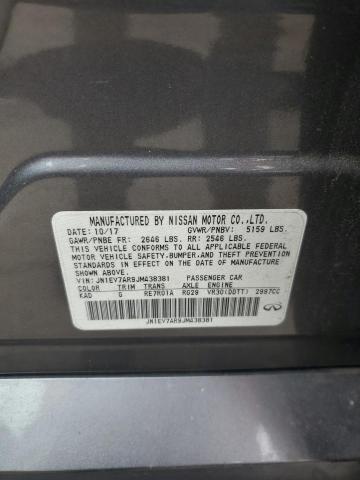 MANUFACTURED BY NISSAN MOTOR CO.,LTD.
DATE: 10/17 GVWR/PNBV: 5159 LBS.
GAWR/PNBE FR: 2646 LBS. RR: 2546 LBS.
THIS VEHICLE CONFORMS TO ALL APPLICABLE FEDERAL
MOTOR VEHICLE SAFETY,BUMPER,AND THEFT PREVENTION
STANDARDS IN EFFECT ON THE DATE OF MANUFACTURE
SHOWN ABOVE.
VIN: JN1EV7AR9JM438381 PASSENGER CAR
COLOR TRIM TRANS AXLE ENGINE
KAD G RE7R01A RG29 VR30(DDTT) 2997CC
JN1EV7AR9JM438381